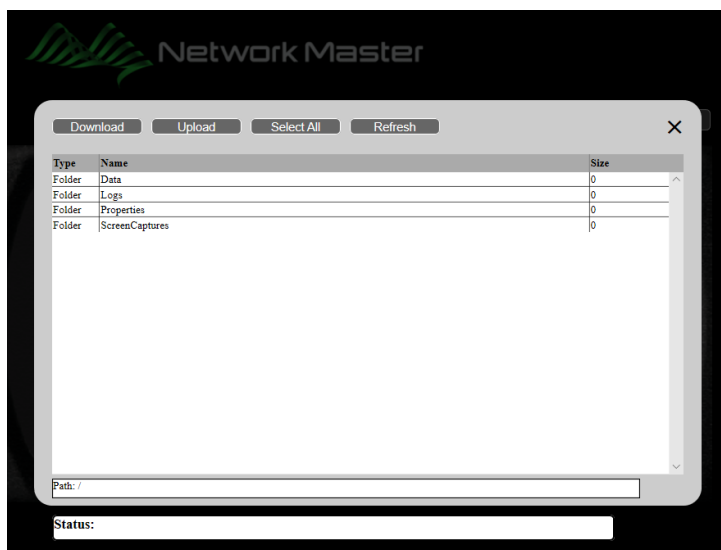 Network Master
Download Upload Select All Refresh
Type Name Size
Folder Data 0
Folder Logs 0
Folder Properties 0
Folder ScreenCaptures 0
Path: /
Status: